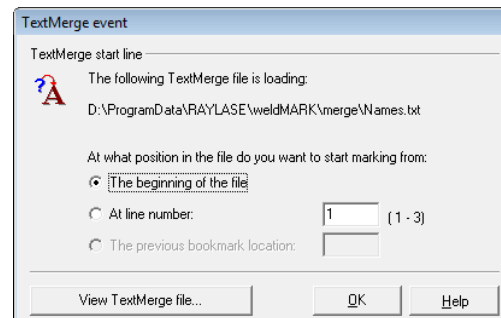 TextMerge event
TextMerge start line
The following TextMerge file is loading:
D:\ProgramData\RAYLASE\weldMARK\merge\Names.txt
At what position in the file do you want to start marking from:
The beginning of the file
At line number: 1 (1 - 3)
The previous bookmark location:
View TextMerge file... OK Help